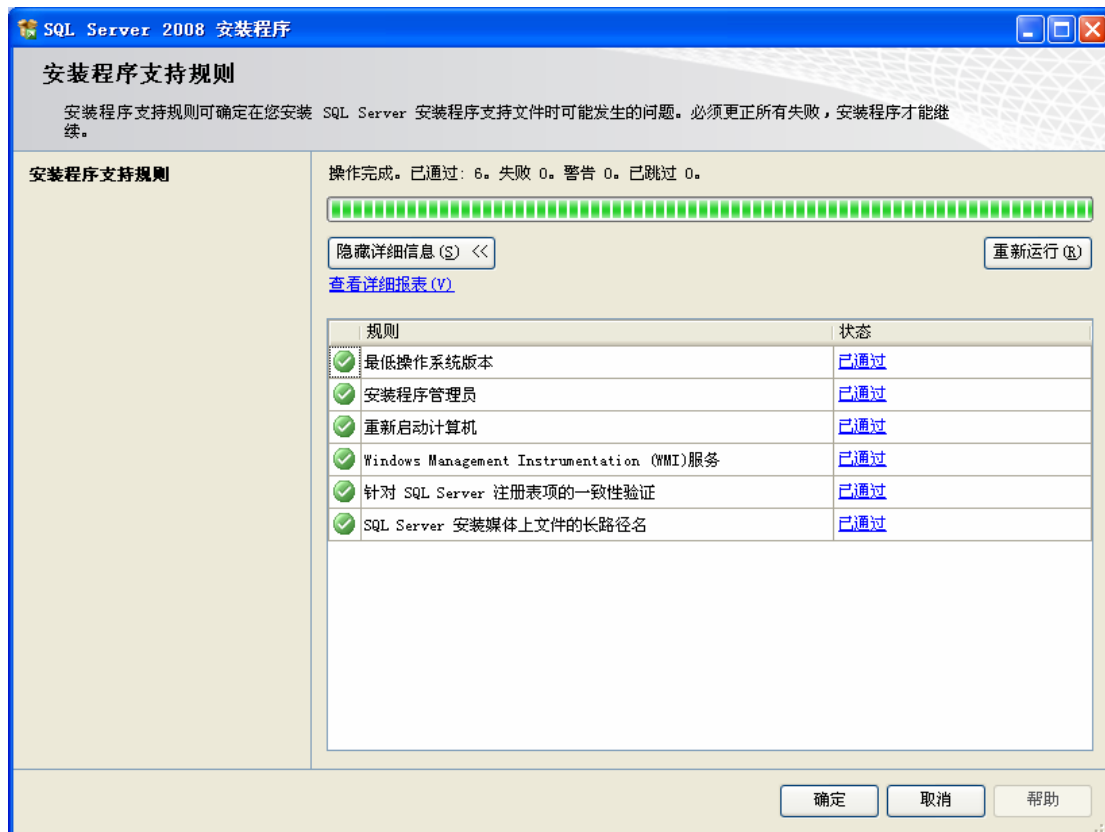 SQL Server 2008 安装程序
安装程序支持规则
安装程序支持规则可确定在您安装 SQL Server 安装程序支持文件时可能发生的问题。必须更正所有失败,安装程序才能继
续。
安装程序支持规则
操作完成。已通过: 6。失败 0。警告 0。已跳过 0。
隐藏详细信息(S) <<
重新运行(R)
查看详细报表(V)
规则 状态
最低操作系统版本 已通过
安装程序管理员 已通过
重新启动计算机 已通过
Windows Management Instrumentation (WMI)服务 已通过
针对 SQL Server 注册表项的一致性验证 已通过
SQL Server 安装媒体上文件的长路径名 已通过
确定 取消 帮助